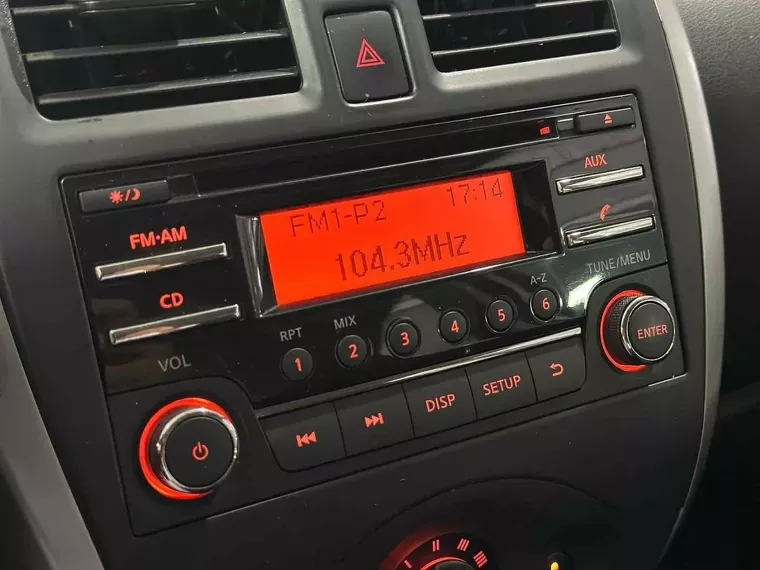 AUX
FM1-P2 17:14
104.3MHz
FM·AM
CD
TUNE/MENU
A-Z
RPT
MIX
1 2 3 4 5 6
VOL
ENTER
DISP
SETUP